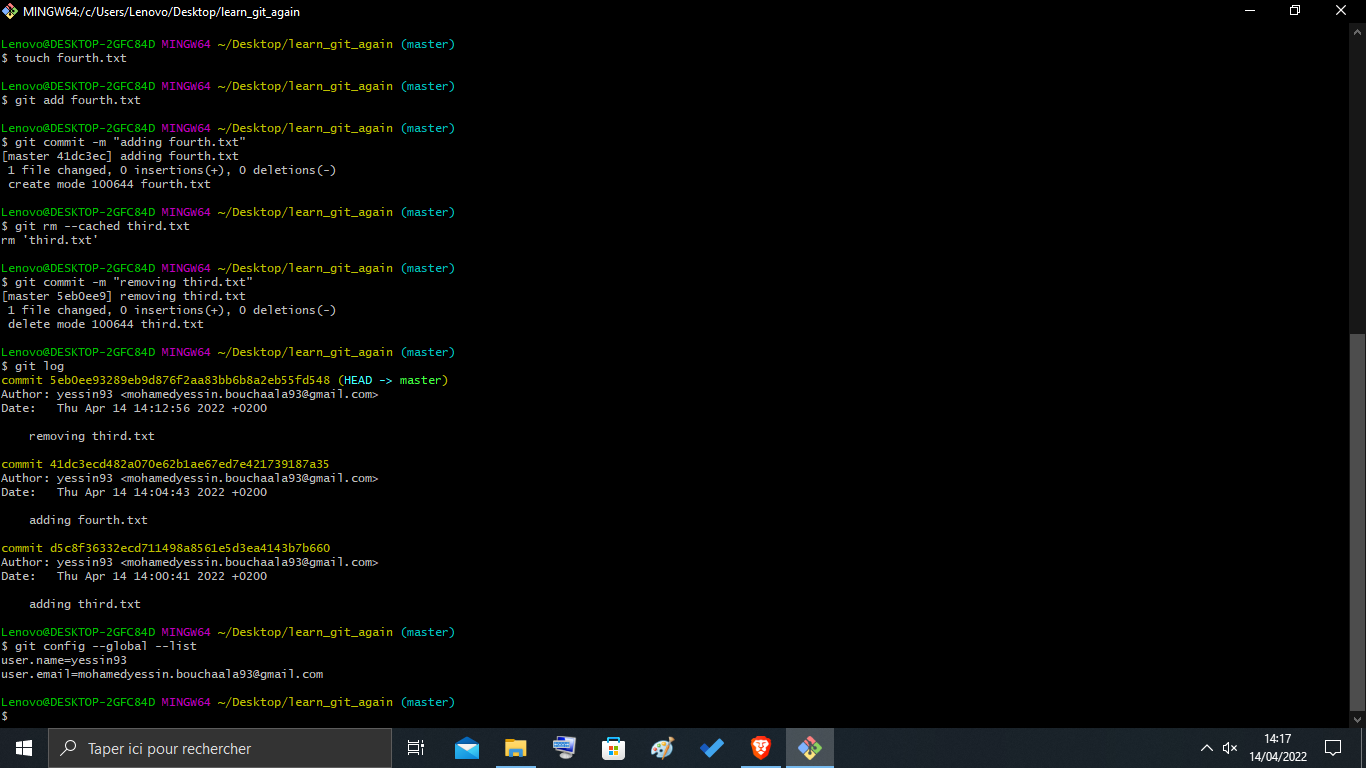 MINGW64:/c/Users/Lenovo/Desktop/learn_git_again
Lenovo@DESKTOP-2GFC84D MINGW64 ~/Desktop/learn_git_again (master)
$ touch fourth.txt
Lenovo@DESKTOP-2GFC84D MINGW64 ~/Desktop/learn_git_again (master)
$ git add fourth.txt
Lenovo@DESKTOP-2GFC84D MINGW64 ~/Desktop/learn_git_again (master)
$ git commit -m "adding fourth.txt"
[master 41dc3ec] adding fourth.txt
 1 file changed, 0 insertions(+), 0 deletions(-)
 create mode 100644 fourth.txt
Lenovo@DESKTOP-2GFC84D MINGW64 ~/Desktop/learn_git_again (master)
$ git rm --cached third.txt
rm 'third.txt'
Lenovo@DESKTOP-2GFC84D MINGW64 ~/Desktop/learn_git_again (master)
$ git commit -m "removing third.txt"
[master 5eb0ee9] removing third.txt
 1 file changed, 0 insertions(+), 0 deletions(-)
 delete mode 100644 third.txt
Lenovo@DESKTOP-2GFC84D MINGW64 ~/Desktop/learn_git_again (master)
$ git log
commit 5eb0ee93289eb9d876f2aa83bb6b8a2eb55fd548 (HEAD -> master)
Author: yessin93 <mohamedyessin.bouchaala93@gmail.com>
Date:   Thu Apr 14 14:12:56 2022 +0200
    removing third.txt
commit 41dc3ecd482a070e62b1ae67ed7e421739187a35
Author: yessin93 <mohamedyessin.bouchaala93@gmail.com>
Date:   Thu Apr 14 14:04:43 2022 +0200
    adding fourth.txt
commit d5c8f36332ecd711498a8561e5d3ea4143b7b660
Author: yessin93 <mohamedyessin.bouchaala93@gmail.com>
Date:   Thu Apr 14 14:00:41 2022 +0200
    adding third.txt
Lenovo@DESKTOP-2GFC84D MINGW64 ~/Desktop/learn_git_again (master)
$ git config --global --list
user.name=yessin93
user.email=mohamedyessin.bouchaala93@gmail.com
Lenovo@DESKTOP-2GFC84D MINGW64 ~/Desktop/learn_git_again (master)
$
Taper ici pour rechercher
14:17
14/04/2022